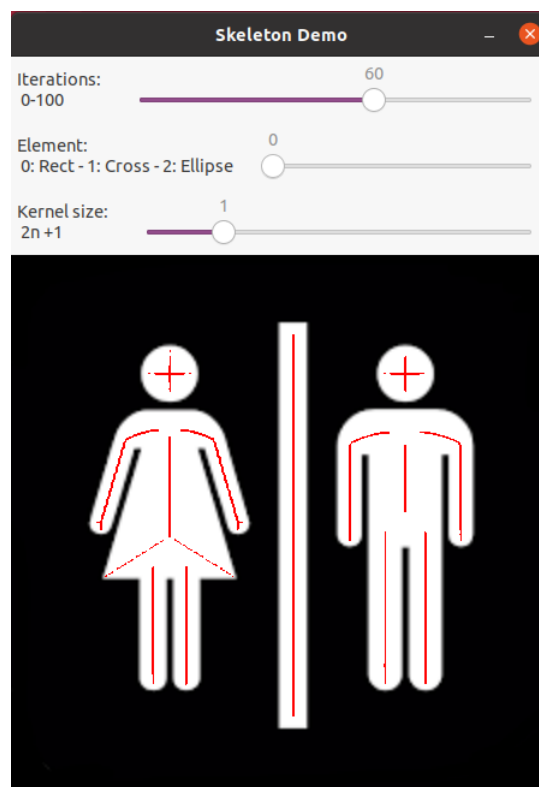 Skeleton Demo
Iterations:
0-100
60
Element:
0: Rect - 1: Cross - 2: Ellipse
0
Kernel size:
2n +1
1